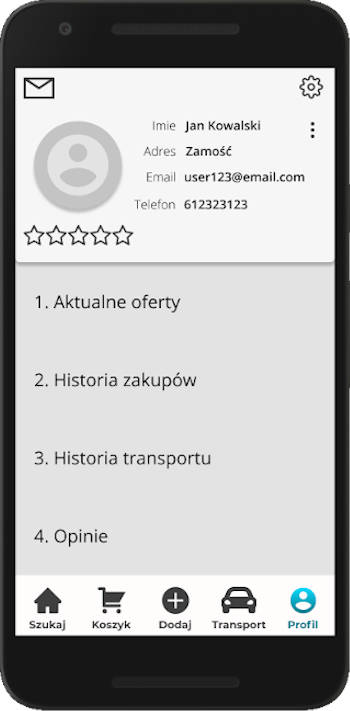 Imie Jan Kowalski
Adres Zamość
Email user123@email.com
Telefon 612323123
1. Aktualne oferty
2. Historia zakupów
3. Historia transportu
4. Opinie
Szukaj Koszyk Dodaj Transport Profil